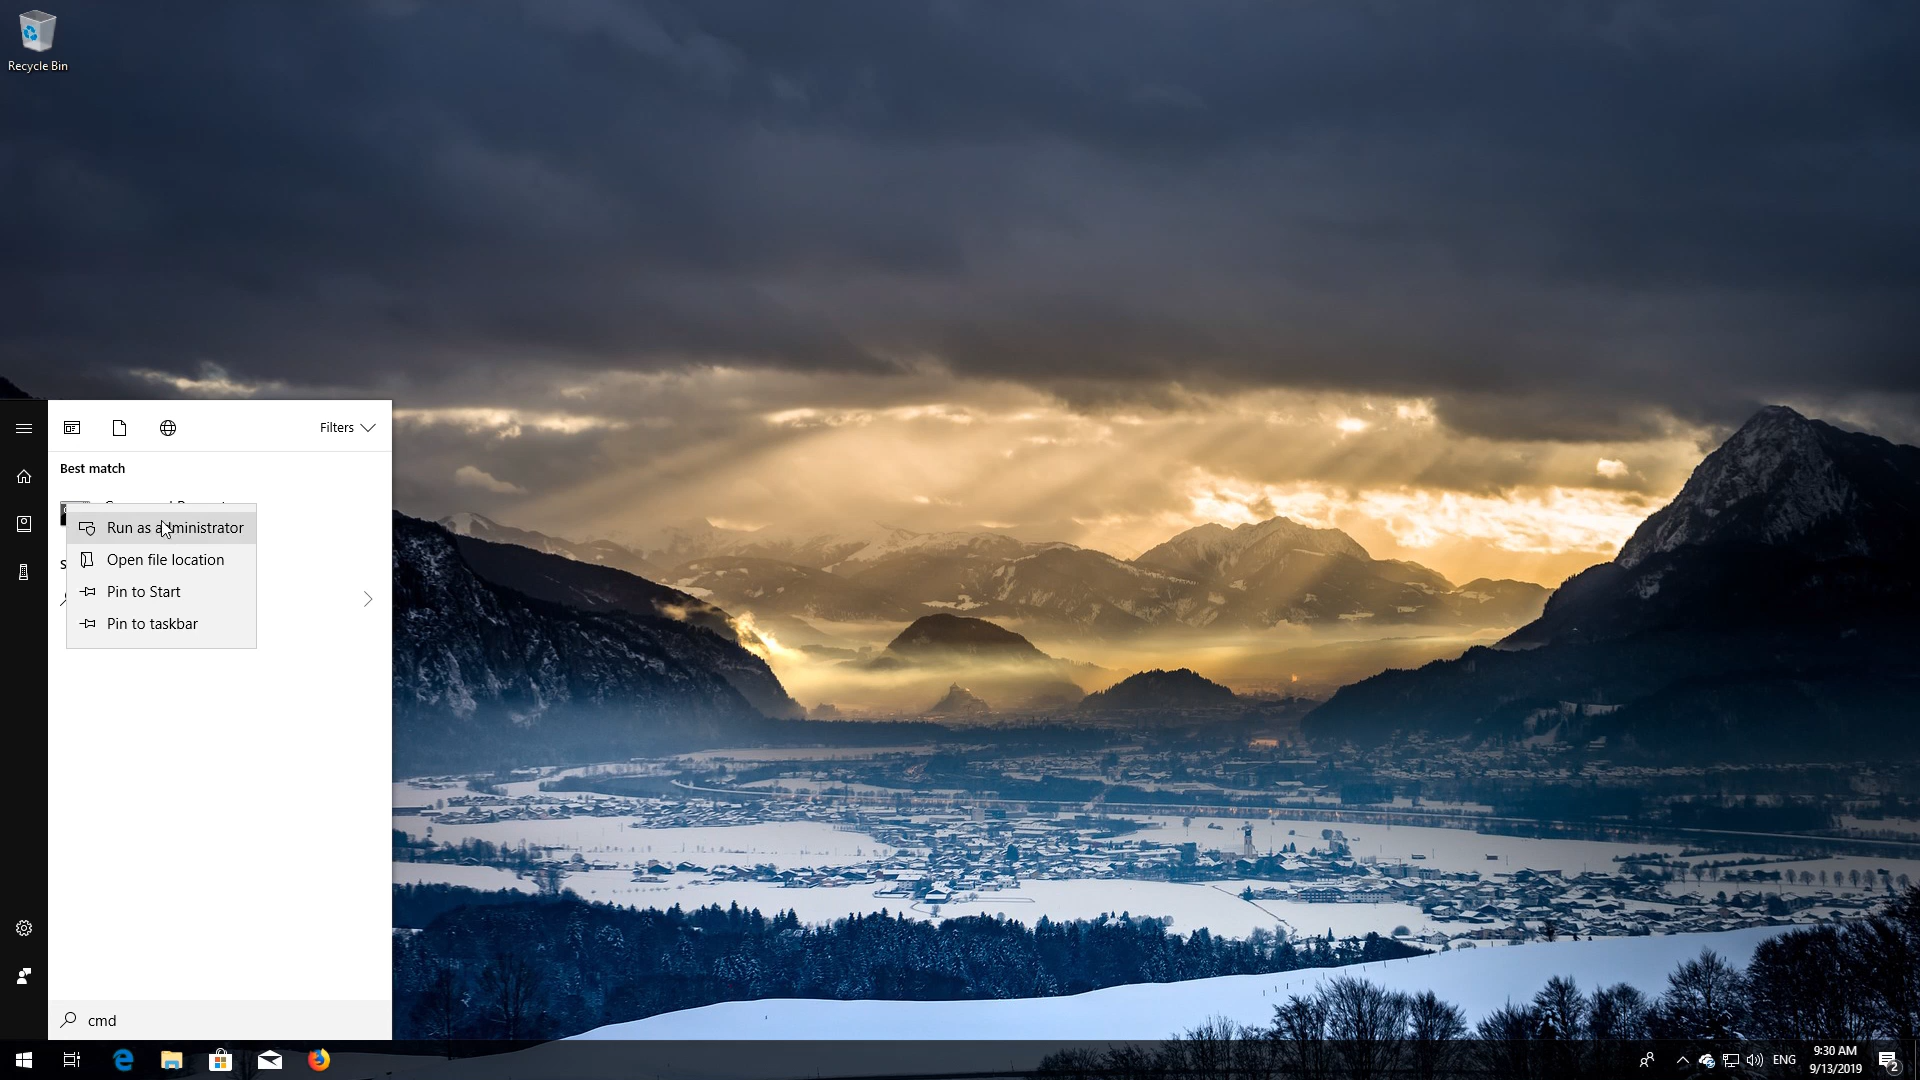 Recycle Bin
Filters
Best match
Run as administrator
Open file location
Pin to Start
Pin to taskbar
cmd
ENG
9:30 AM
9/13/2019
2